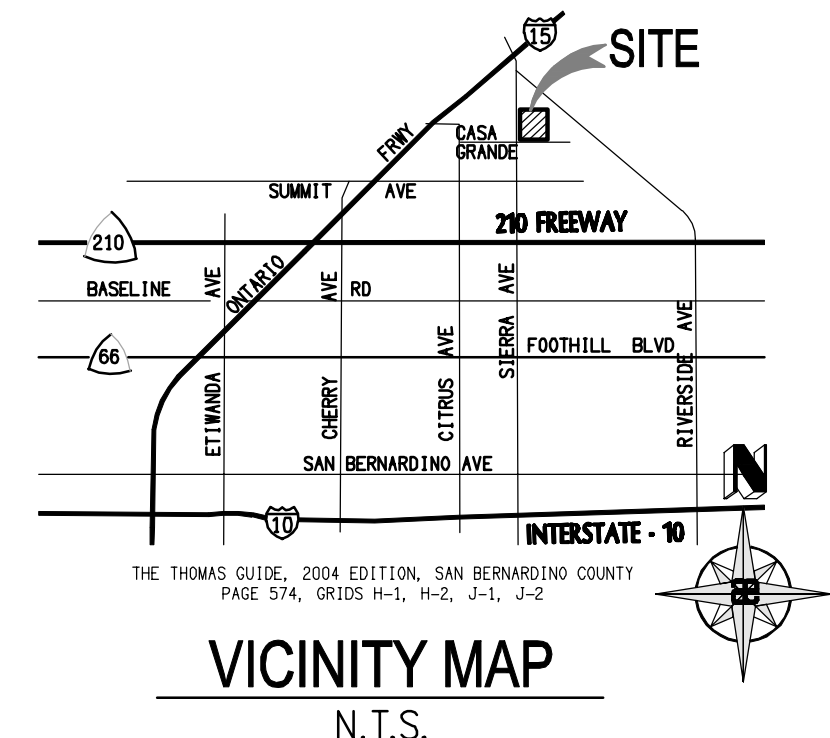 15
SITE
FRWY
CASA
GRANDE
SUMMIT AVE
210 FREEWAY
210
ONTARIO
BASELINE AVE AVE RD
SIERRA AVE
RIVERSIDE AVE
66
CITRUS AVE
FOOTHILL BLVD
ETIWANDA
CHERRY
SAN BERNARDINO AVE
N
10
INTERSTATE - 10
THE THOMAS GUIDE, 2004 EDITION, SAN BERNARDINO COUNTY
PAGE 574, GRIDS H-1, H-2, J-1, J-2
VICINITY MAP
N.T.S.